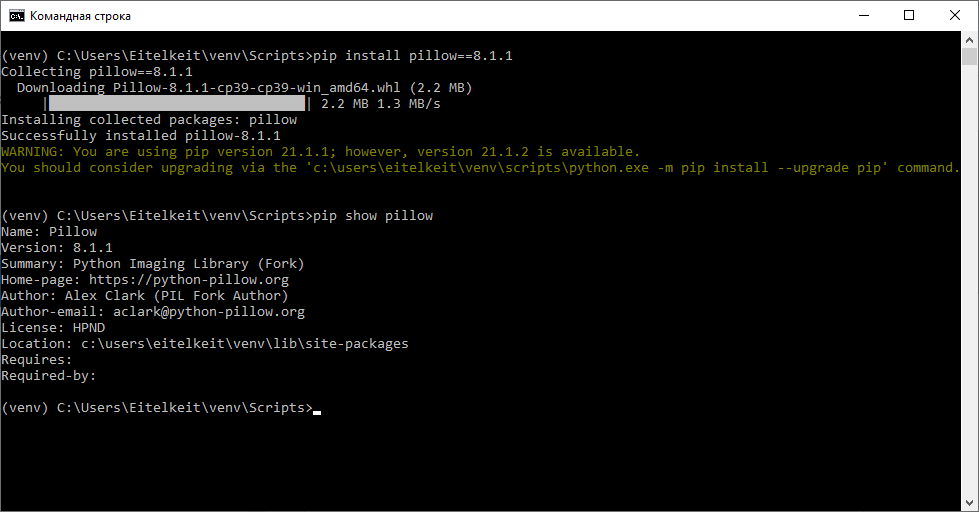 Командная строка
(venv) C:\Users\Eitelkeit\venv\Scripts>pip install pillow==8.1.1
Collecting pillow==8.1.1
  Downloading Pillow-8.1.1-cp39-cp39-win_amd64.whl (2.2 MB)
     |████████████████████████████████| 2.2 MB 1.3 MB/s
Installing collected packages: pillow
Successfully installed pillow-8.1.1
WARNING: You are using pip version 21.1.1; however, version 21.1.2 is available.
You should consider upgrading via the 'c:\users\eitelkeit\venv\scripts\python.exe -m pip install --upgrade pip' command.
(venv) C:\Users\Eitelkeit\venv\Scripts>pip show pillow
Name: Pillow
Version: 8.1.1
Summary: Python Imaging Library (Fork)
Home-page: https://python-pillow.org
Author: Alex Clark (PIL Fork Author)
Author-email: aclark@python-pillow.org
License: HPND
Location: c:\users\eitelkeit\venv\lib\site-packages
Requires:
Required-by:
(venv) C:\Users\Eitelkeit\venv\Scripts>